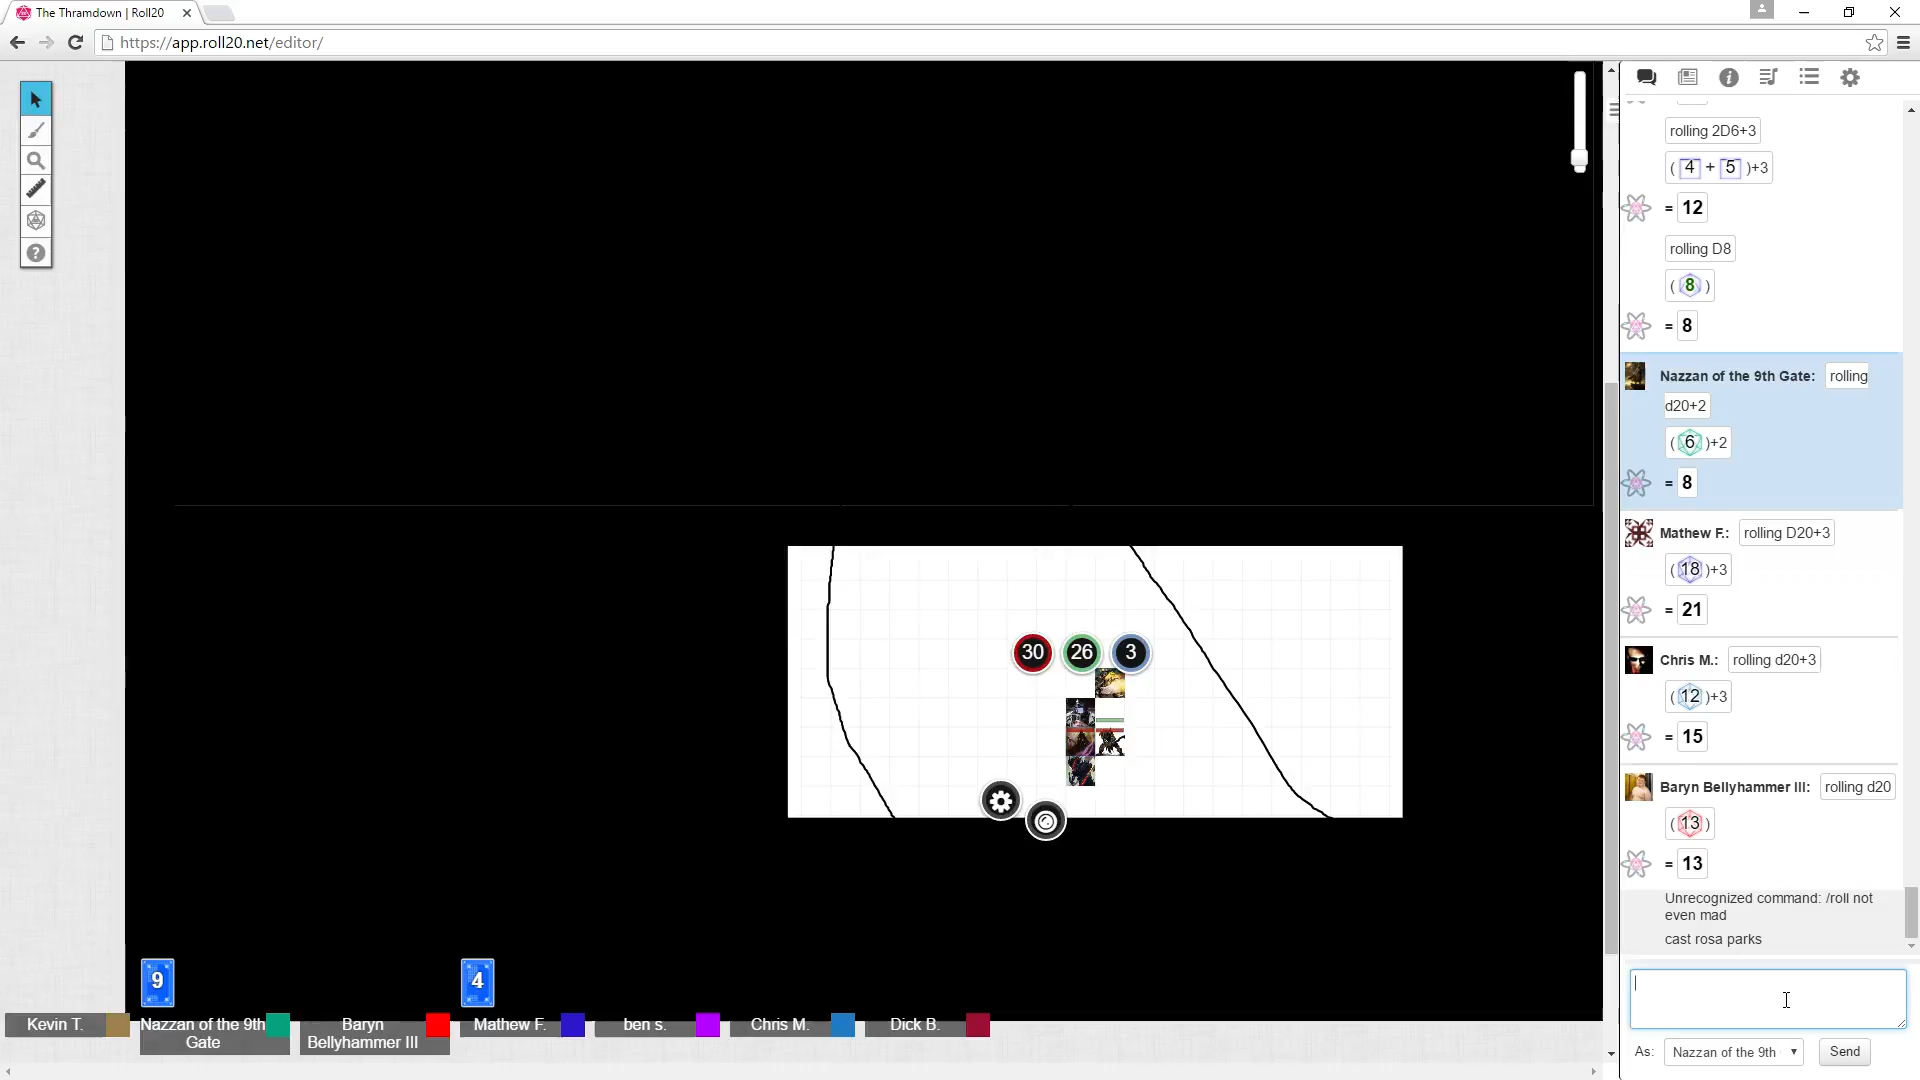 The Thramdown | Roll20
https://app.roll20.net/editor/
rolling 2D6+3
( 4 + 5 )+3
= 12
rolling D8
( 8 )
= 8
Nazzan of the 9th Gate: rolling
d20+2
( 6 )+2
= 8
Mathew F.: rolling D20+3
( 18 )+3
= 21
Chris M.: rolling d20+3
( 12 )+3
= 15
Baryn Bellyhammer III: rolling d20
( 13 )
= 13
Unrecognized command: /roll not
even mad
cast rosa parks
As: Nazzan of the 9th Send
30 26 3
9 4
Kevin T.
Nazzan of the 9th
Gate
Baryn
Bellyhammer III
Mathew F.
ben s.
Chris M.
Dick B.